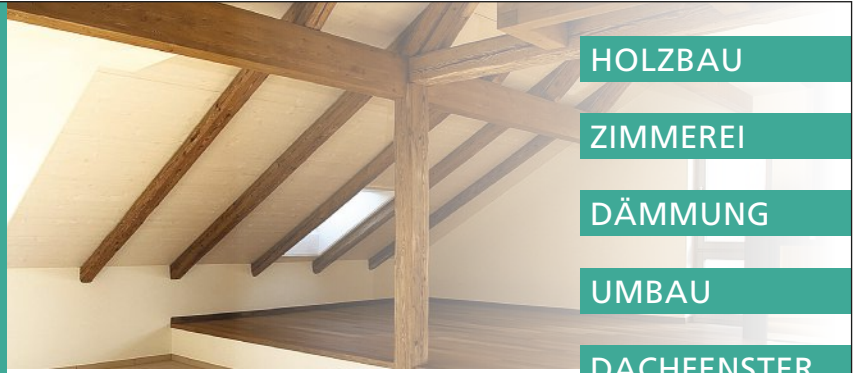 HOLZBAU
ZIMMEREI
DÄMMUNG
UMBAU
DACHFENSTER